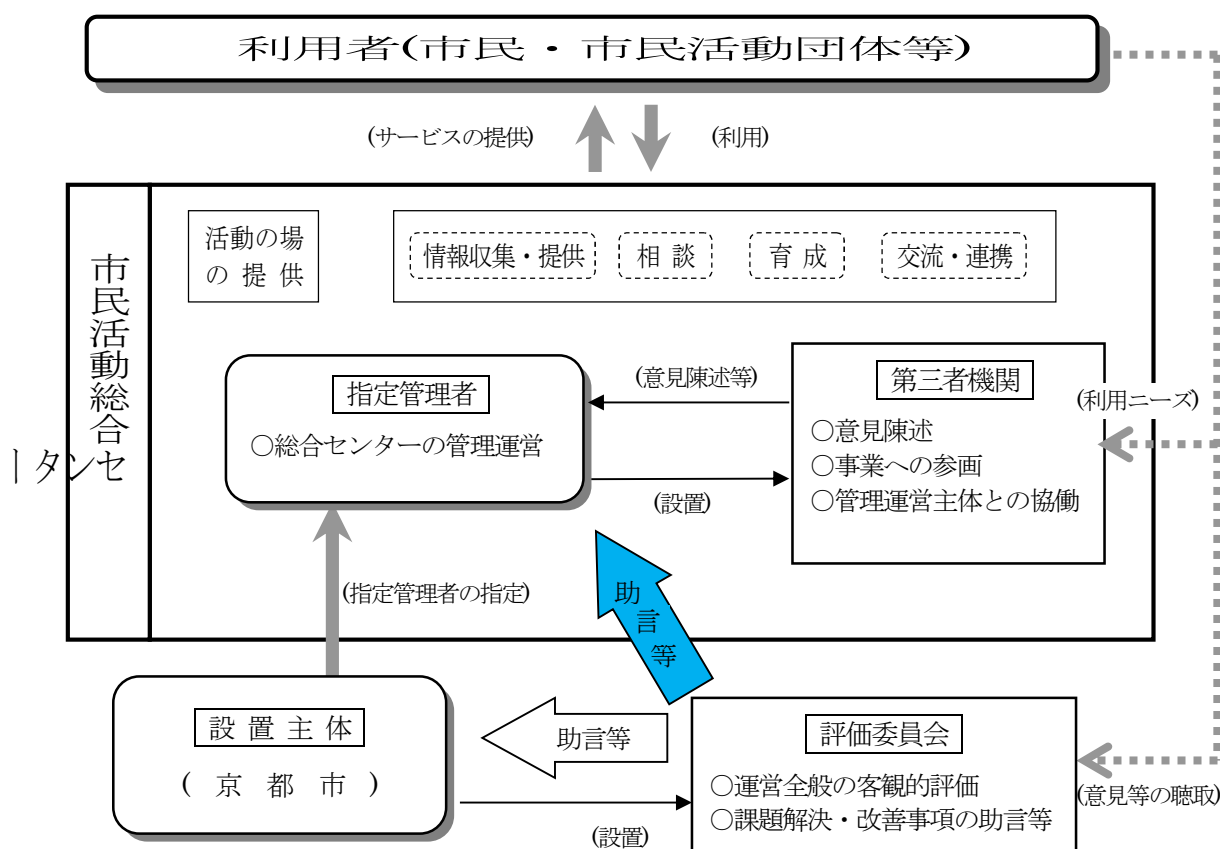 利用者(市民・市民活動団体等)
(サービスの提供)
(利用)
市民活動総合センター
活動の場
の提供
情報収集・提供
相談
育成
交流・連携
指定管理者
○総合センターの管理運営
(意見陳述等)
(設置)
第三者機関
○意見陳述
○事業への参画
○管理運営主体との協働
(利用ニーズ)
(指定管理者の指定)
助言等
設置主体
(京都市)
助言等
(設置)
評価委員会
○運営全般の客観的評価
○課題解決・改善事項の助言等
(意見等の聴取)